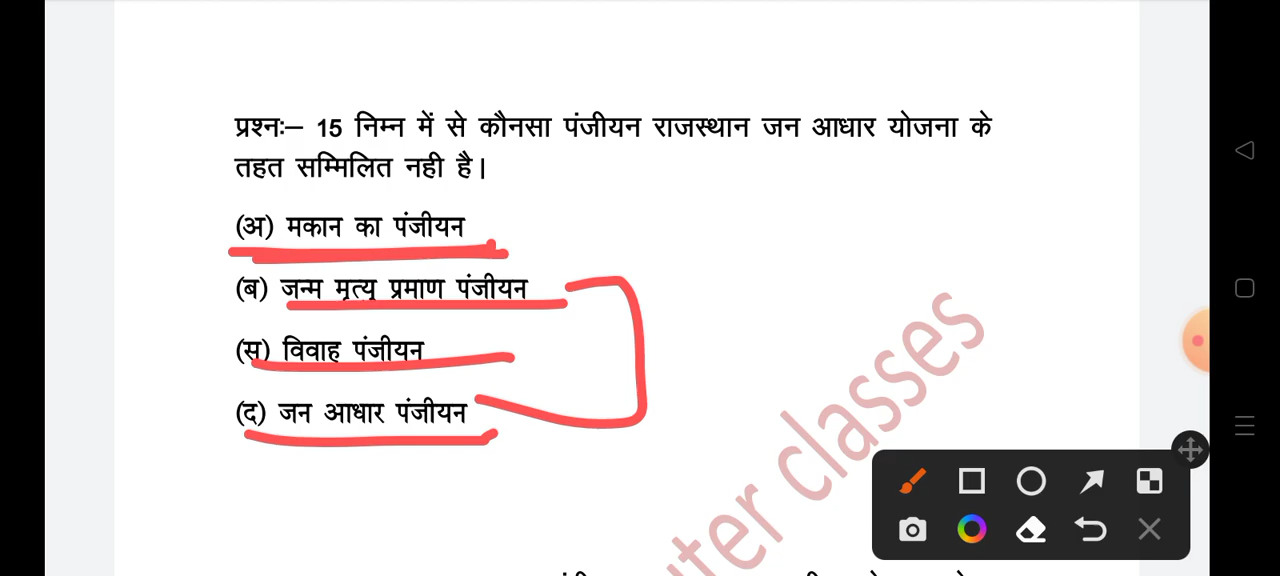 प्रश्नः– 15 निम्न में से कौनसा पंजीयन राजस्थान जन आधार योजना के
तहत सम्मिलित नही है।
(अ) मकान का पंजीयन
(ब) जन्म मृत्यू प्रमाण पंजीयन
(स) विवाह पंजीयन
(द) जन आधार पंजीयन
classes